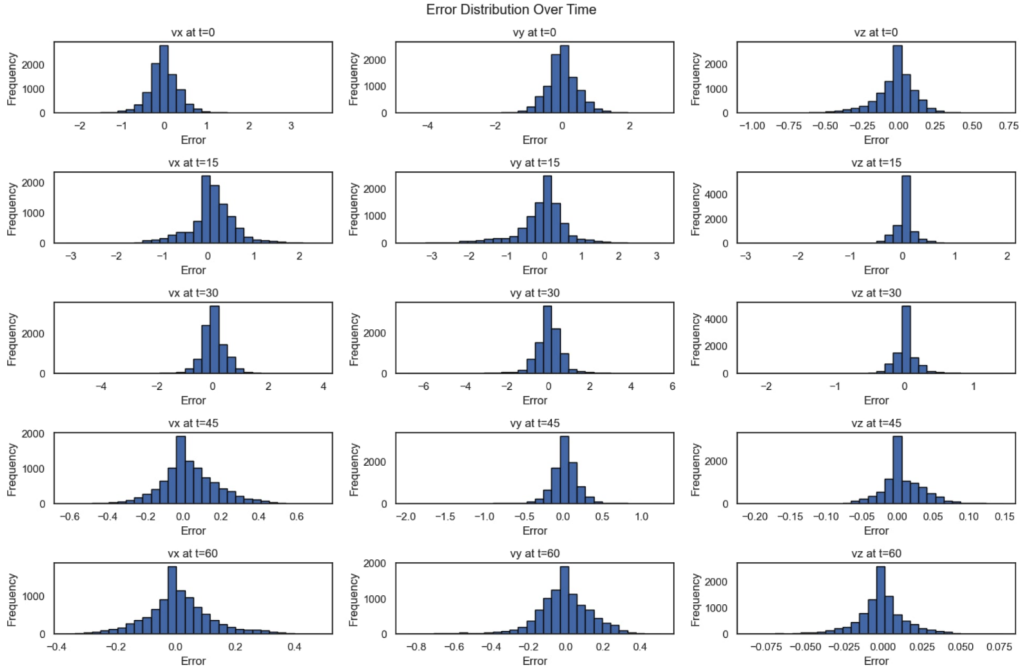 Error Distribution Over Time
vx at t=0
vy at t=0
vz at t=0
Frequency
2000
0
Frequency
2000
1000
0
Frequency
2000
0
−2 −1 0 1 2 3
−4 −2 0 2
−1.00 −0.75 −0.50 −0.25 0.00 0.25 0.50 0.75
Error
Error
Error
vx at t=15
vy at t=15
vz at t=15
Frequency
2000
1000
0
Frequency
2000
1000
0
Frequency
4000
2000
0
−3 −2 −1 0 1 2
−3 −2 −1 0 1 2 3
−3 −2 −1 0 1 2
Error
Error
Error
vx at t=30
vy at t=30
vz at t=30
Frequency
2000
0
Frequency
2000
0
Frequency
4000
2000
0
−4 −2 0 2 4
−6 −4 −2 0 2 4 6
−2 −1 0 1
Error
Error
Error
vx at t=45
vy at t=45
vz at t=45
Frequency
2000
1000
0
Frequency
2000
0
Frequency
2000
0
−0.6 −0.4 −0.2 0.0 0.2 0.4 0.6
−2.0 −1.5 −1.0 −0.5 0.0 0.5 1.0
−0.20 −0.15 −0.10 −0.05 0.00 0.05 0.10 0.15
Error
Error
Error
vx at t=60
vy at t=60
vz at t=60
Frequency
1000
0
Frequency
2000
1000
0
Frequency
2000
1000
0
−0.4 −0.2 0.0 0.2 0.4
−0.8 −0.6 −0.4 −0.2 0.0 0.2 0.4
−0.075 −0.050 −0.025 0.000 0.025 0.050 0.075
Error
Error
Error